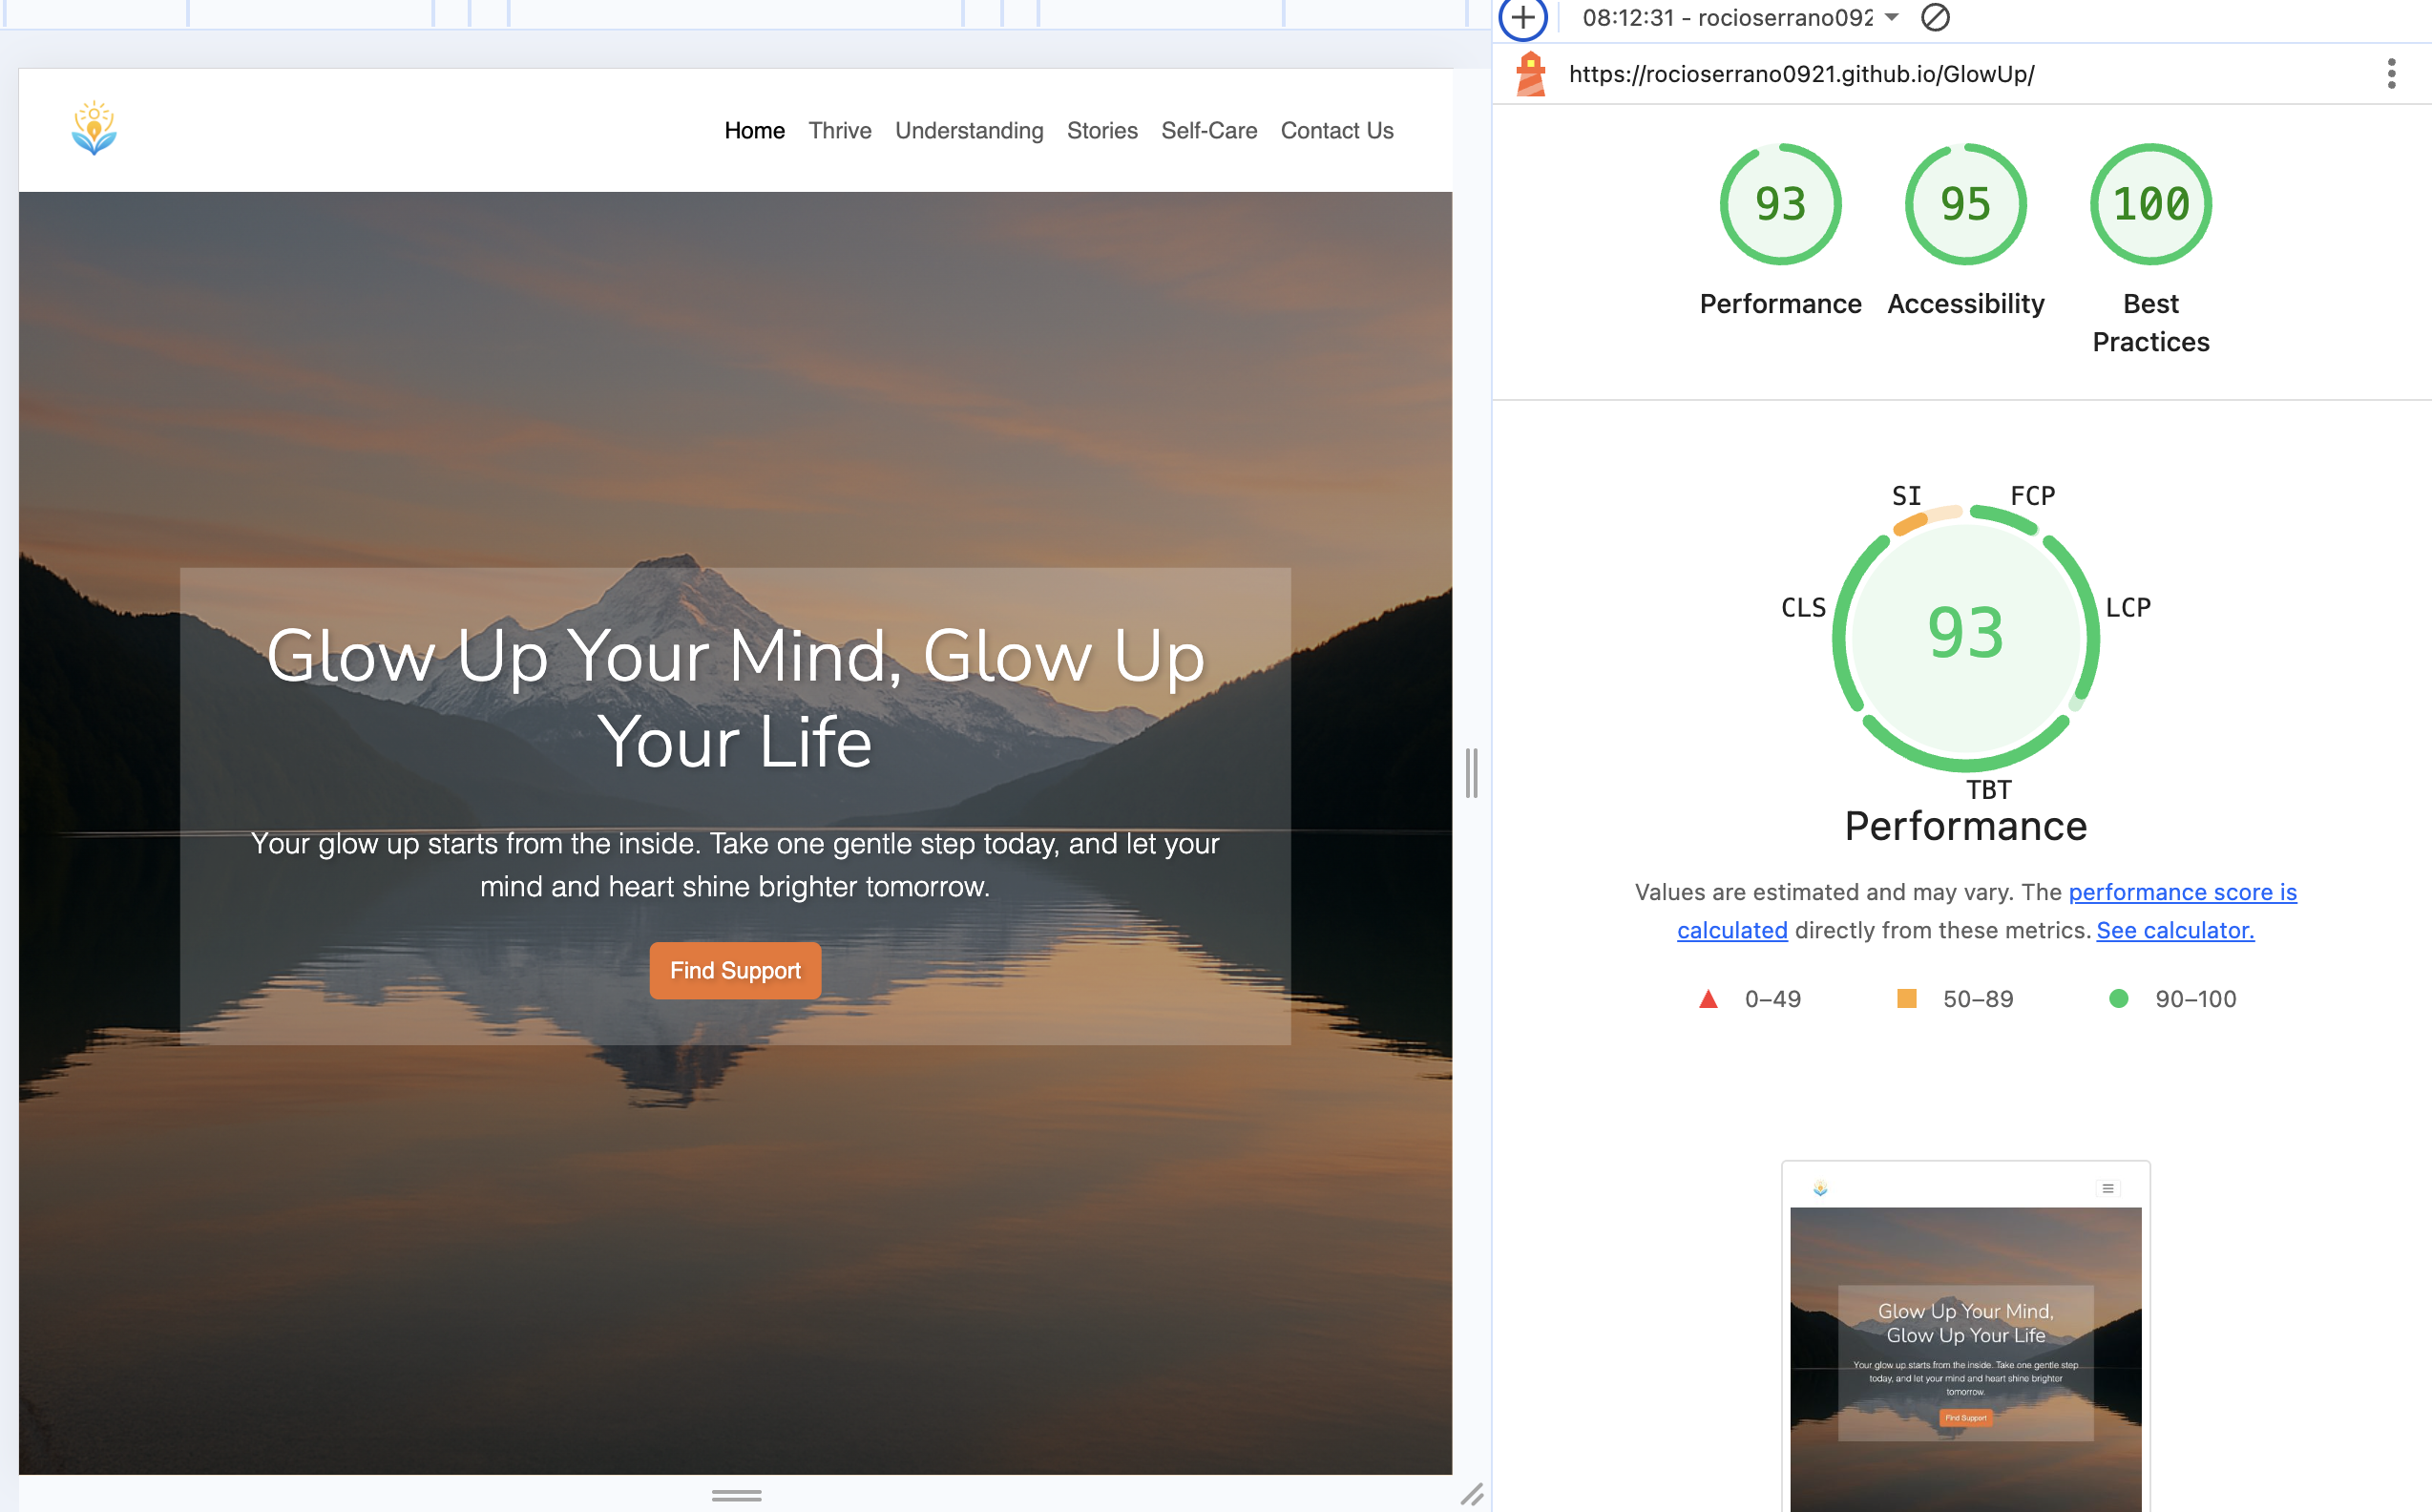 Home Thrive Understanding Stories Self-Care Contact Us
Glow Up Your Mind, Glow Up
Your Life
Your glow up starts from the inside. Take one gentle step today, and let your
mind and heart shine brighter tomorrow.
Find Support
08:12:31 - rocioserrano092
https://rocioserrano0921.github.io/GlowUp/
93
95
100
Performance
Accessibility
Best
Practices
SI
FCP
CLS
LCP
93
TBT
Performance
Values are estimated and may vary. The performance score is
calculated directly from these metrics. See calculator.
0–49
50–89
90–100
Glow Up Your Mind,
Glow Up Your Life
Your glow up starts from the inside. Take one gentle step
today, and let your mind and heart shine brighter
tomorrow.
Find Support